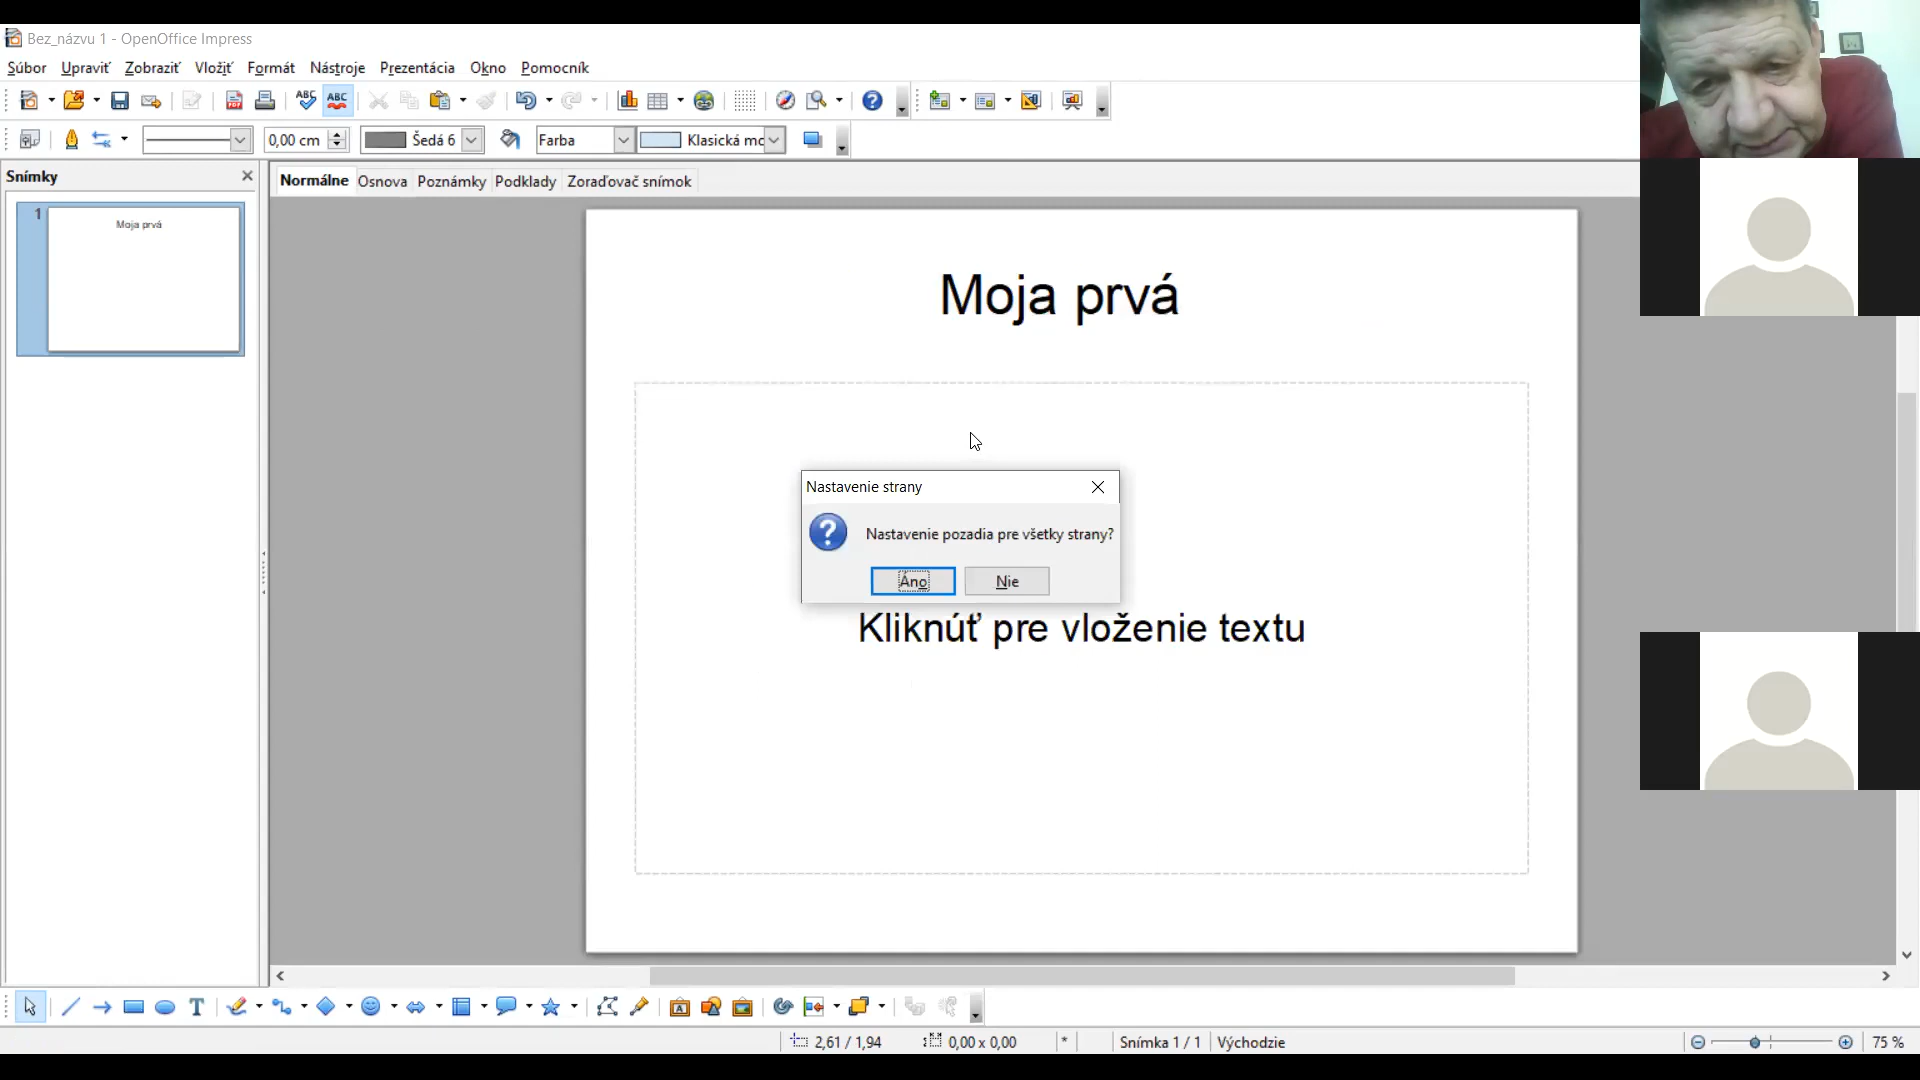 Bez_názvu 1 - OpenOffice Impress
Súbor Upraviť Zobraziť Vložiť Formát Nástroje Prezentácia Okno Pomocník
ABC ABC
0,00 cm Šedá 6 Farba Klasická mo
Snímky
Normálne Osnova Poznámky Podklady Zoraďovač snímok
1
Moja prvá
Moja prvá
Nastavenie strany
Nastavenie pozadia pre všetky strany?
Áno Nie
Kliknúť pre vloženie textu
2,61 / 1,94 0,00 x 0,00 * Snímka 1 / 1 Východzie 75 %